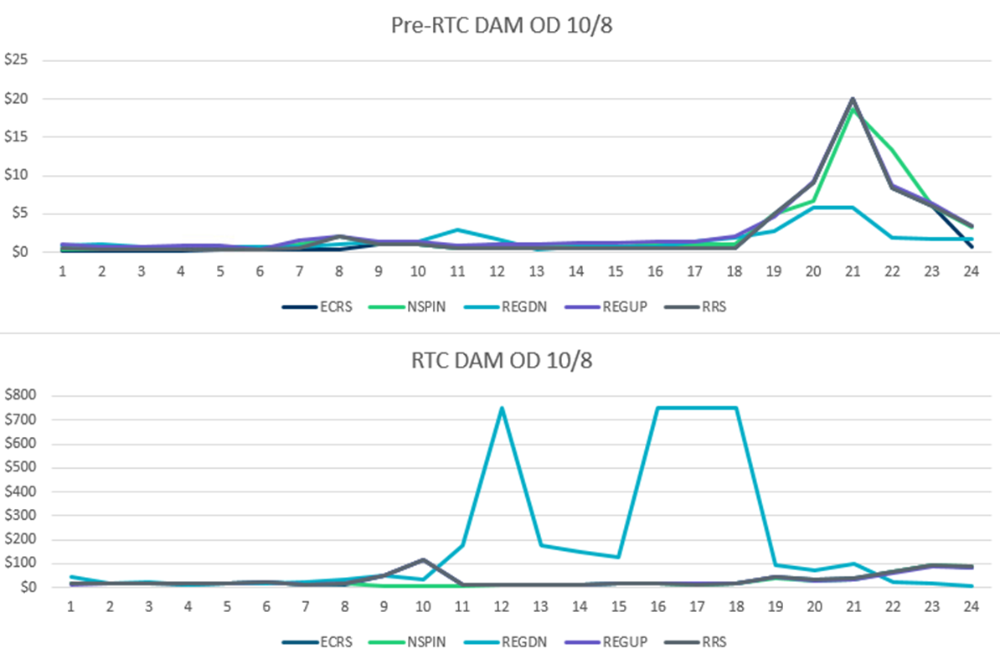 Pre-RTC DAM OD 10/8
$25
$20
$15
$10
$5
$0
1 2 3 4 5 6 7 8 9 10 11 12 13 14 15 16 17 18 19 20 21 22 23 24
ECRS NSPIN REGDN REGUP RRS
RTC DAM OD 10/8
$800
$700
$600
$500
$400
$300
$200
$100
$0
1 2 3 4 5 6 7 8 9 10 11 12 13 14 15 16 17 18 19 20 21 22 23 24
ECRS NSPIN REGDN REGUP RRS